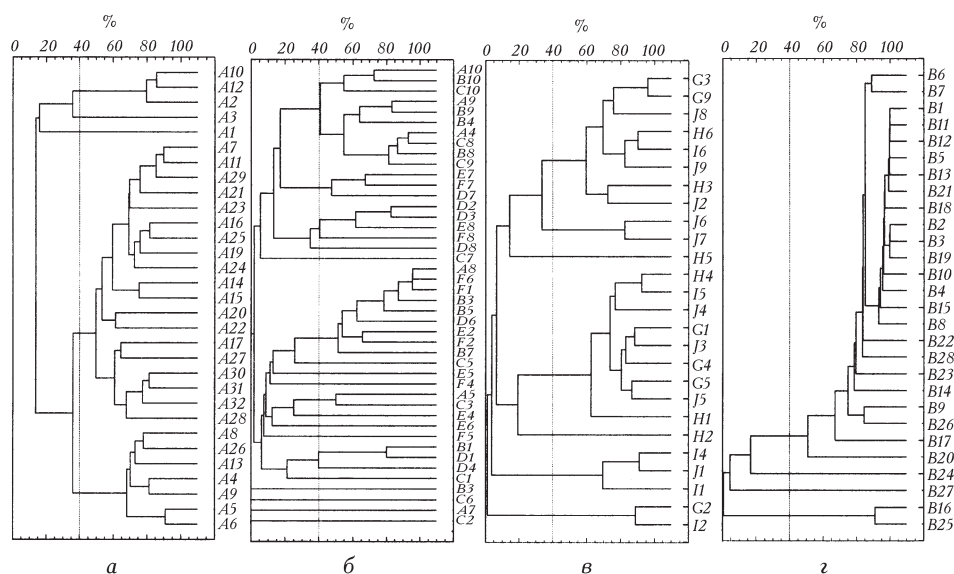 % % % %
0 20 40 60 80 100 0 20 40 60 80 100 0 20 40 60 80 100 0 20 40 60 80 100
A10
A12
A2
A3
A1
A7
A11
A29
A21
A23
A16
A25
A19
A24
A14
A15
A20
A22
A17
A27
A30
A31
A32
A28
A8
A26
A13
A4
A9
A5
A6
а
A10
B10
C10
A9
B9
B4
A4
C8
B8
C9
E7
F7
D7
D2
D3
E8
F8
D8
C7
A8
F6
F1
B3
B5
D6
E2
F2
B7
C5
E5
F4
A5
C3
E4
E6
F5
B1
D1
D4
C1
B3
C6
A7
C2
б
G3
G9
J8
H6
I6
J9
H3
J2
J6
J7
H5
H4
I5
J4
G1
J3
G4
G5
J5
H1
H2
I4
J1
I1
G2
I2
в
B6
B7
B1
B11
B12
B5
B13
B21
B18
B2
B3
B19
B10
B4
B15
B8
B22
B28
B23
B14
B9
B26
B17
B20
B24
B27
B16
B25
г